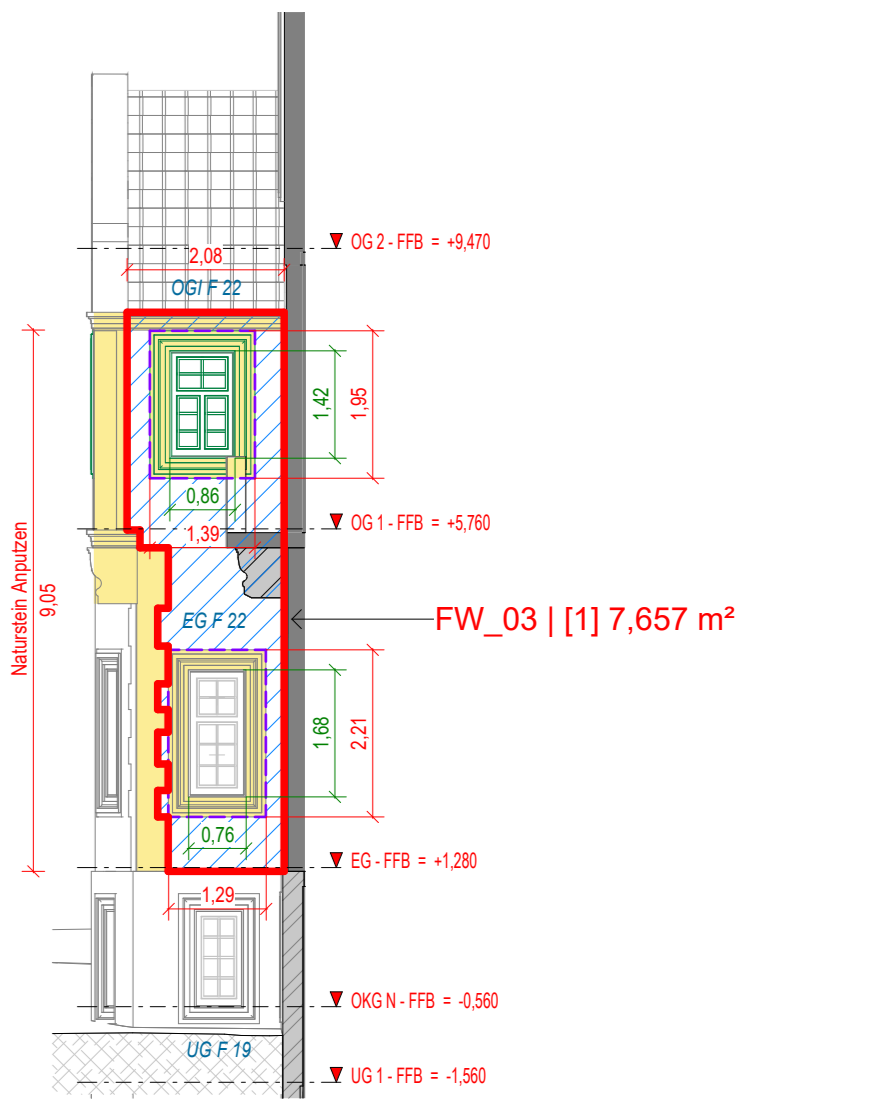 OG 2 - FFB = +9,470
2,08
OGI F 22
1,42
1,95
0,86
OG 1 - FFB = +5,760
1,39
Naturstein Anputzen
9,05
EG F 22
FW_03 | [1] 7,657 m²
1,68
2,21
0,76
EG - FFB = +1,280
1,29
OKG N - FFB = -0,560
UG F 19
UG 1 - FFB = -1,560